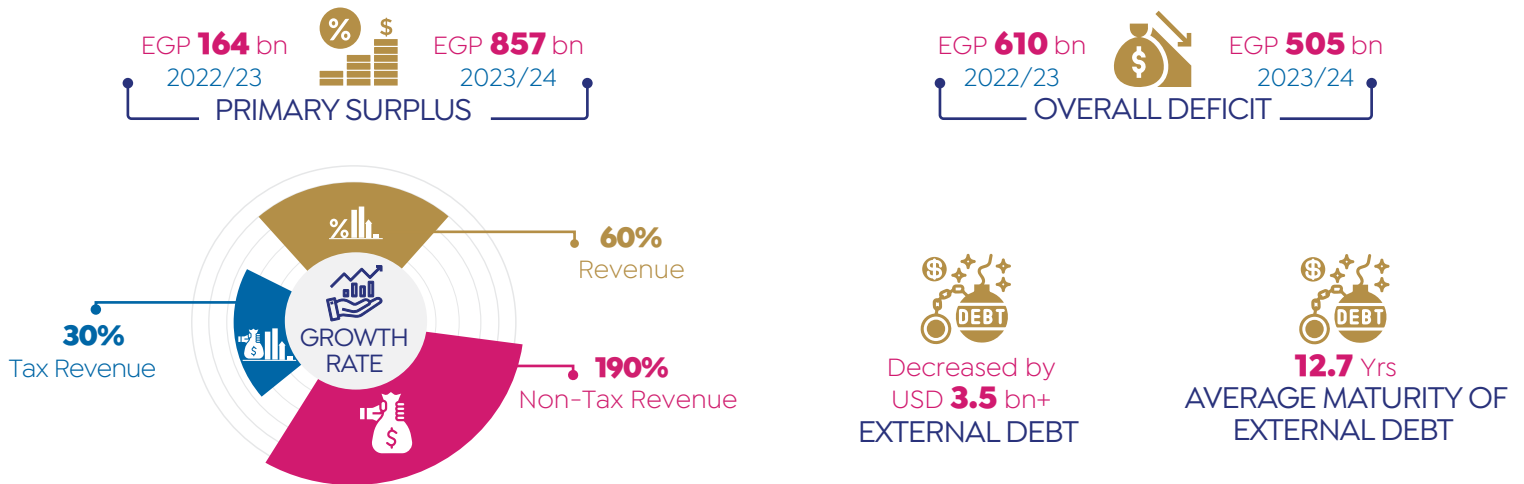 EGP 164 bn
2022/23
%
$
EGP 857 bn
2023/24
PRIMARY SURPLUS
EGP 610 bn
2022/23
$
EGP 505 bn
2023/24
OVERALL DEFICIT
%
60%
Revenue
30%
Tax Revenue
$
GROWTH
RATE
190%
Non-Tax Revenue
$
$
DEBT
Decreased by
USD 3.5 bn+
EXTERNAL DEBT
$
DEBT
12.7 Yrs
AVERAGE MATURITY OF
EXTERNAL DEBT